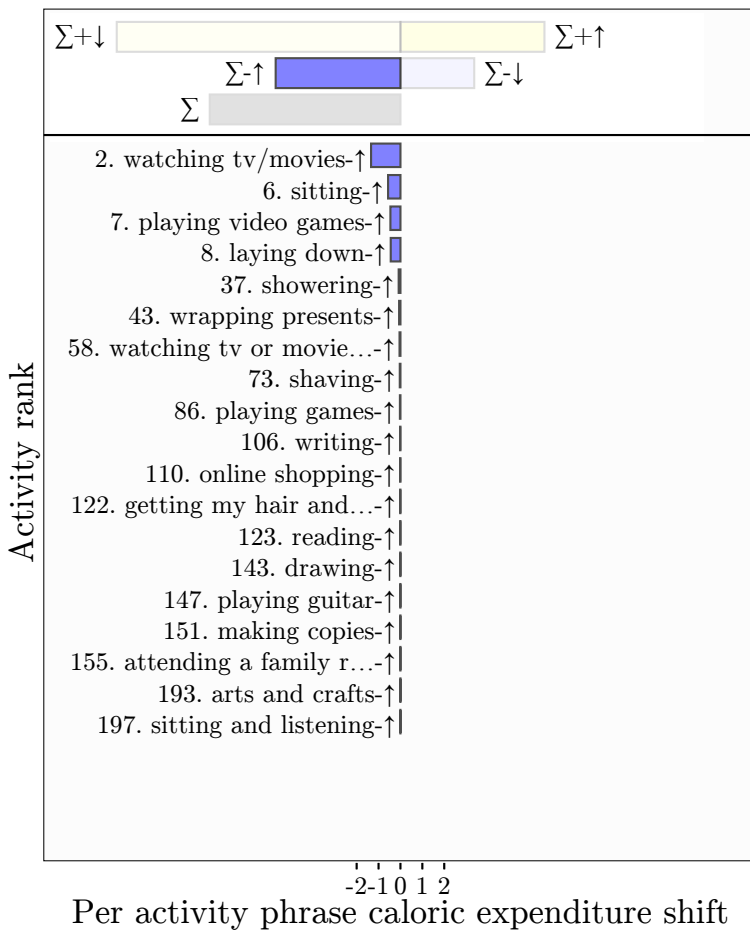 Σ+↓ Σ+↑
Σ-↑ Σ-↓
Σ
2. watching tv/movies-↑
6. sitting-↑
7. playing video games-↑
8. laying down-↑
37. showering-↑
43. wrapping presents-↑
58. watching tv or movie...-↑
73. shaving-↑
86. playing games-↑
106. writing-↑
110. online shopping-↑
122. getting my hair and...-↑
123. reading-↑
143. drawing-↑
147. playing guitar-↑
151. making copies-↑
155. attending a family r...-↑
193. arts and crafts-↑
197. sitting and listening-↑
Activity rank
-2 -1 0 1 2
Per activity phrase caloric expenditure shift